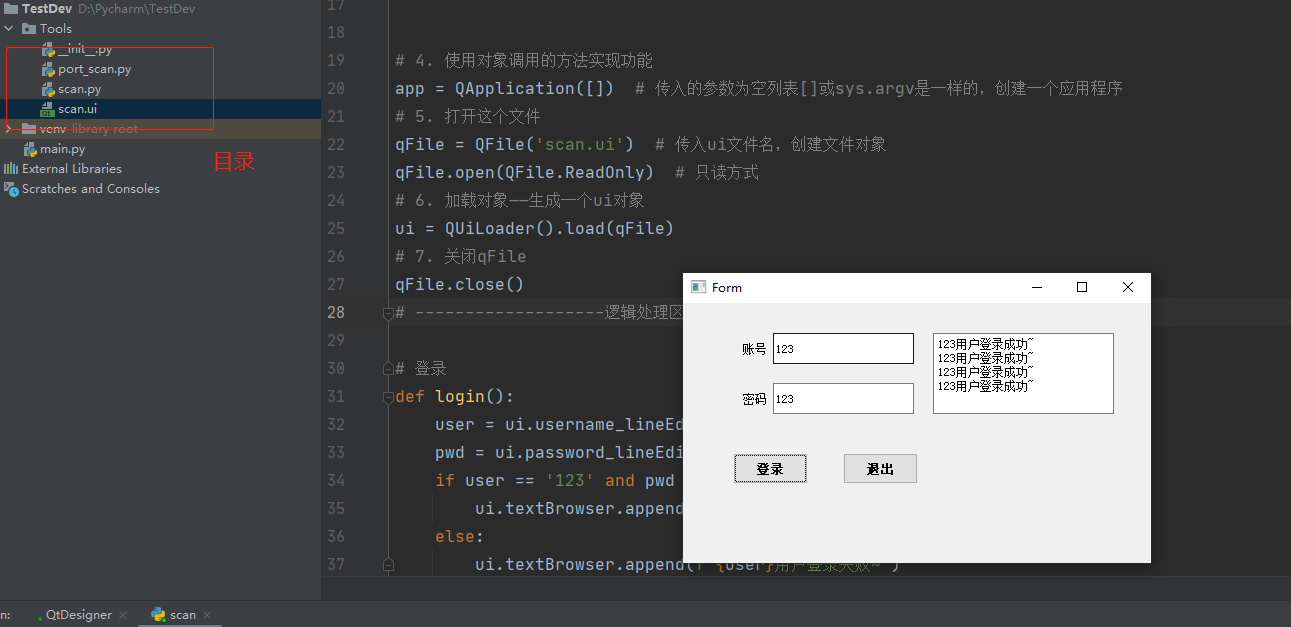 TestDev D:\Pycharm\TestDev
Tools
__init__.py
port_scan.py
scan.py
scan.ui
venv library root
main.py
External Libraries
Scratches and Consoles
目录
17
18
19 # 4. 使用对象调用的方法实现功能
20 app = QApplication([]) # 传入的参数为空列表[]或sys.argv是一样的，创建一个应用程序
21 # 5. 打开这个文件
22 qFile = QFile('scan.ui') # 传入ui文件名，创建文件对象
23 qFile.open(QFile.ReadOnly) # 只读方式
24 # 6. 加载对象——生成一个ui对象
25 ui = QUiLoader().load(qFile)
26 # 7. 关闭qFile
27 qFile.close()
28 # -------------------逻辑处理区
29
30 # 登录
31 def login():
32 user = ui.username_lineEd
33 pwd = ui.password_lineEdi
34 if user == '123' and pwd
35 ui.textBrowser.append
36 else:
37 ui.textBrowser.append(f'{user}用户登录失败~')
Form
账号 123
密码 123
123用户登录成功~
123用户登录成功~
123用户登录成功~
123用户登录成功~
登录 退出
n: QtDesigner scan